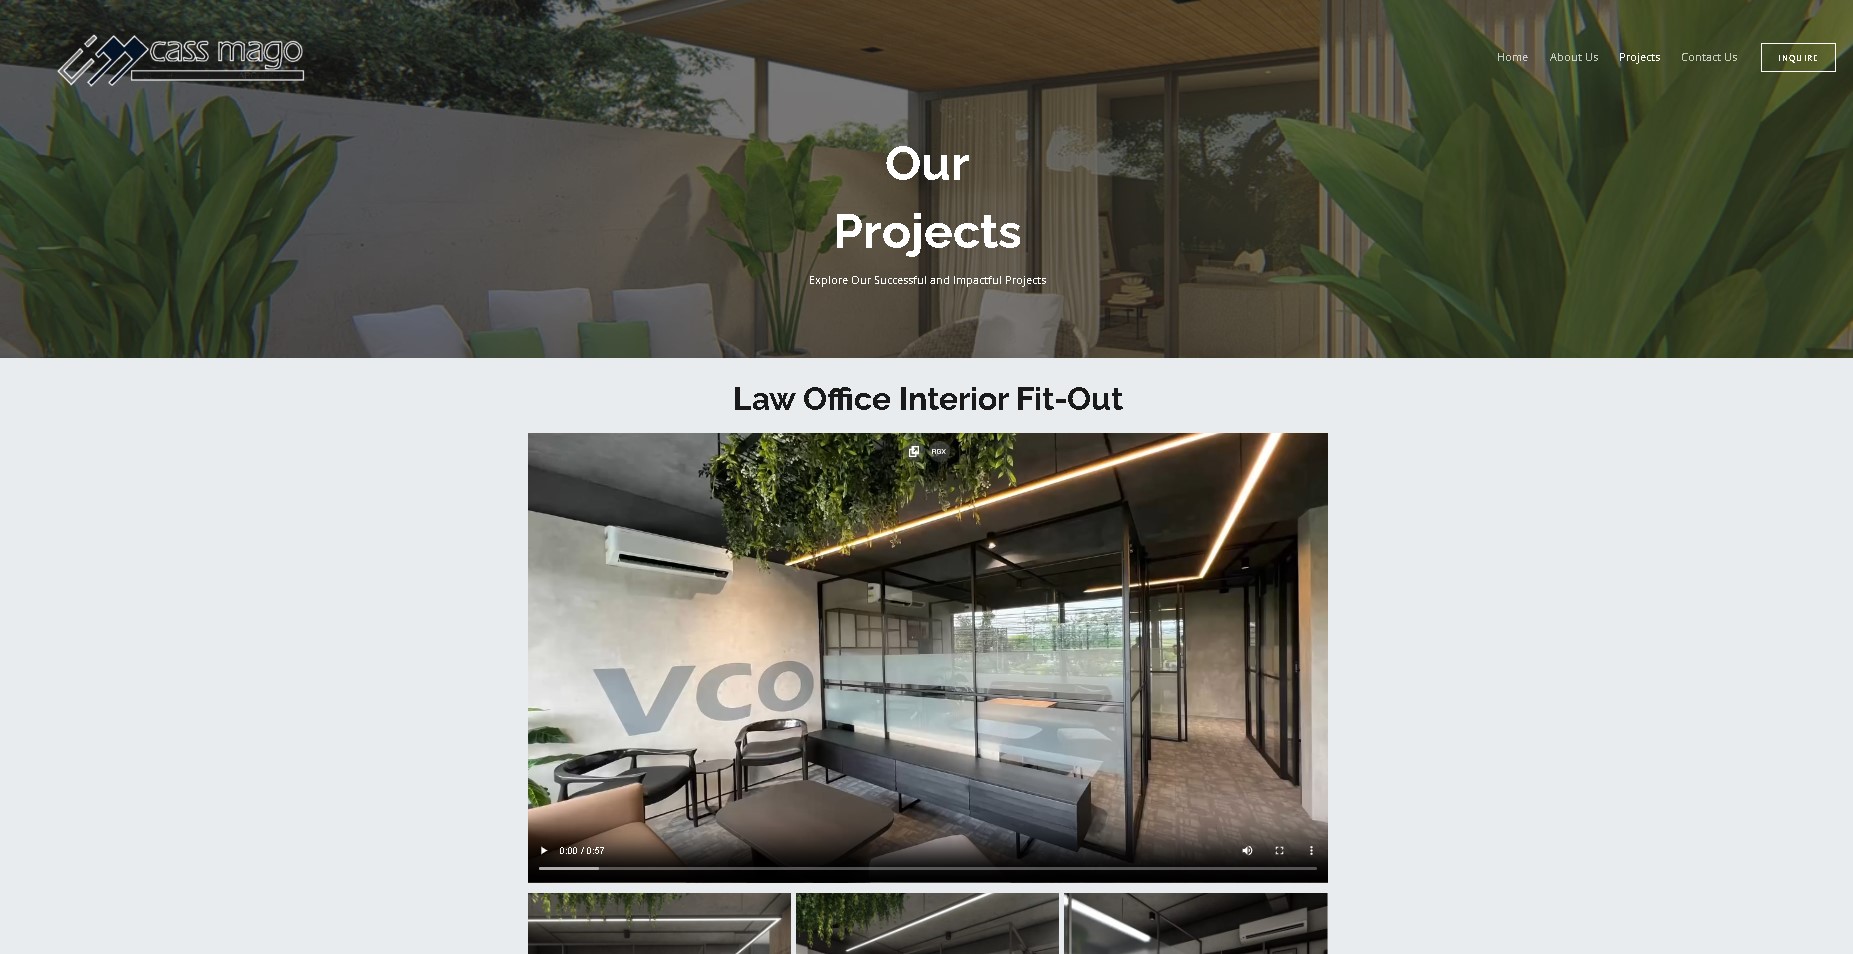 cass mago
Home About Us Projects Contact Us INQUIRE
Our
Projects
Explore Our Successful and Impactful Projects
Law Office Interior Fit-Out
RGX
vco
0:00 / 0:57